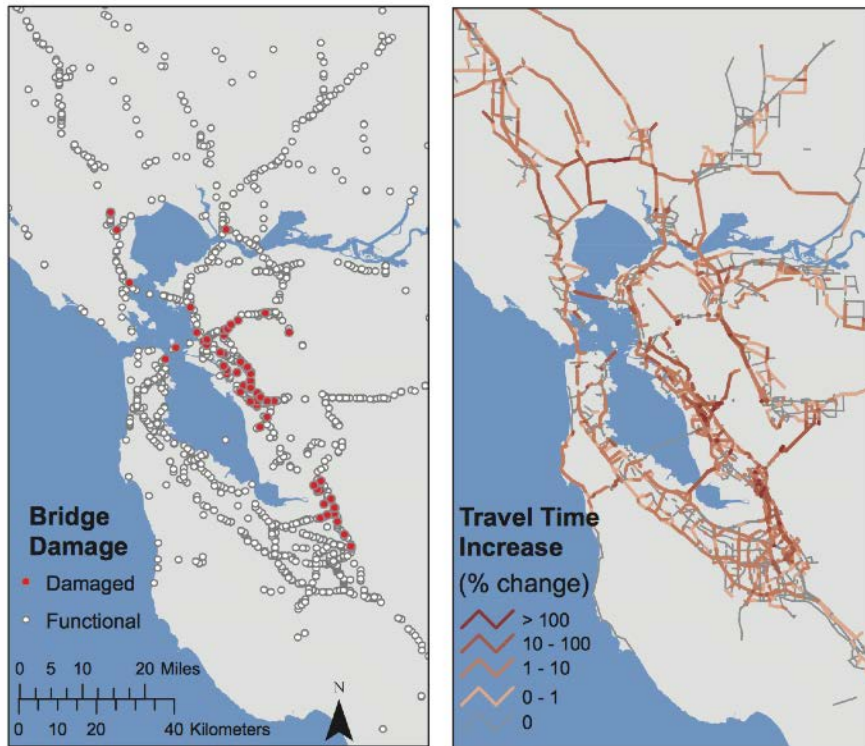 Bridge
Damage
Damaged
Functional
0 5 10 20 Miles
0 10 20 40 Kilometers
N
Travel Time
Increase
(% change)
> 100
10 - 100
1 - 10
0 - 1
0